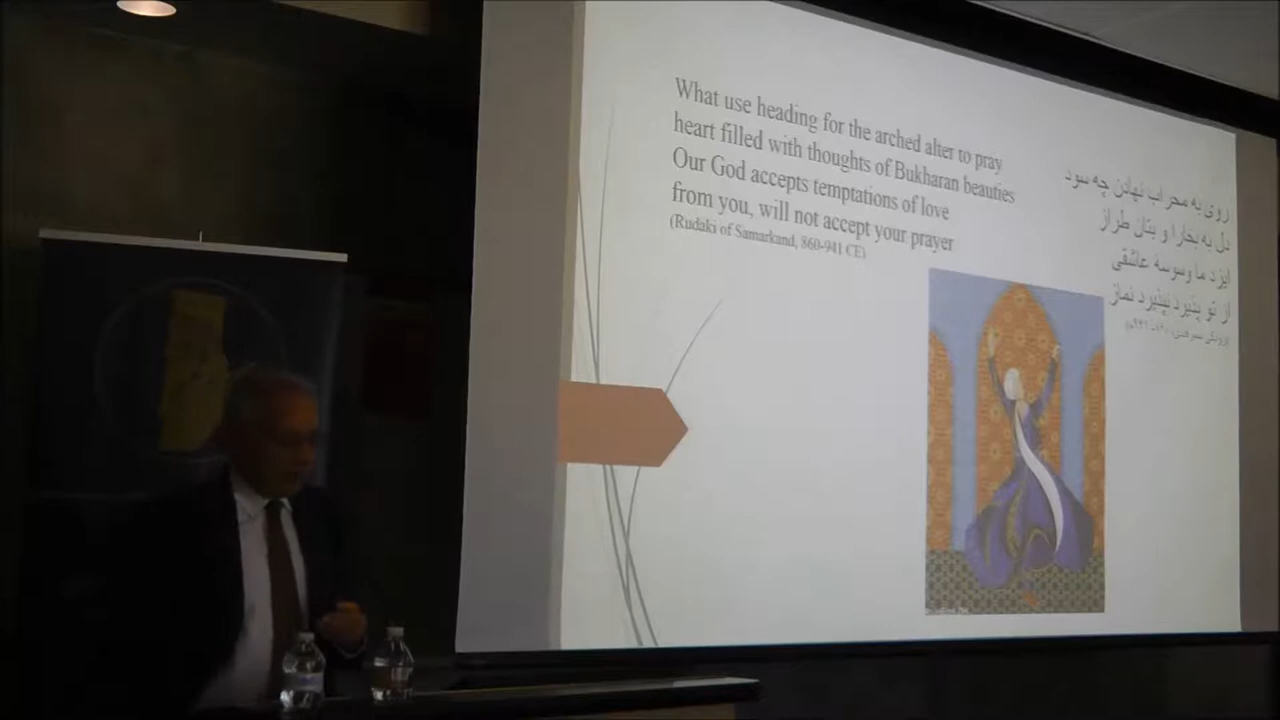 What use heading for the arched alter to pray
heart filled with thoughts of Bukharan beauties
Our God accepts temptations of love
from you, will not accept your prayer
(Rudaki of Samarkand, 860-941 CE)
روی به محراب نهادن چه سود
دل به بخارا و بتان طراز
ایزد ما وسوسهٔ عاشقی
از تو پذیرد نپذیرد نماز